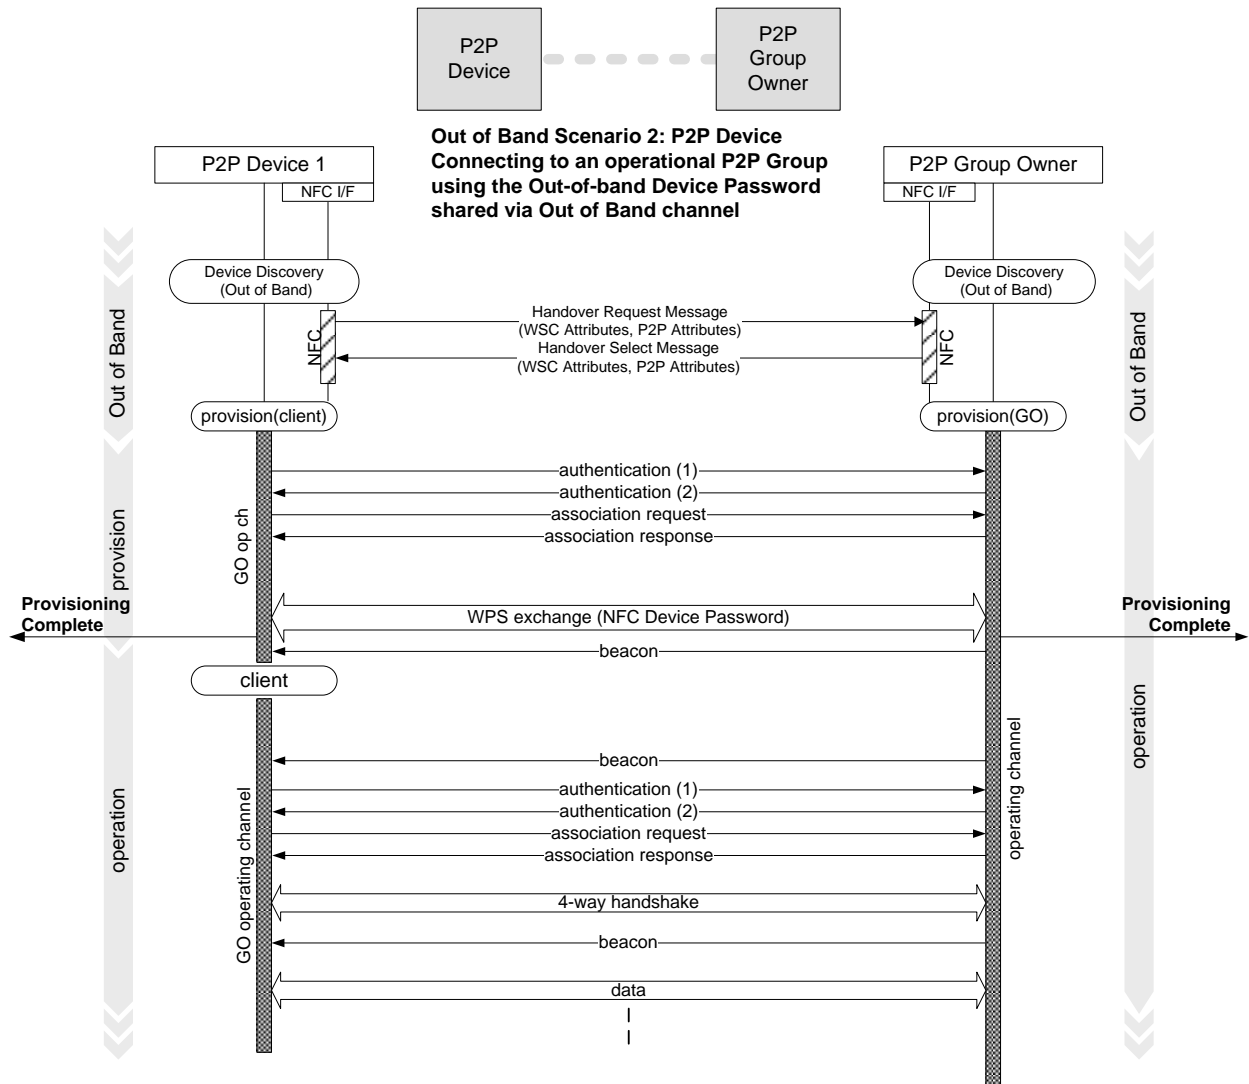 P2P
Device
P2P
Group
Owner
Out of Band Scenario 2: P2P Device
Connecting to an operational P2P Group
using the Out-of-band Device Password
shared via Out of Band channel
P2P Device 1
NFC I/F
P2P Group Owner
NFC I/F
Device Discovery
(Out of Band)
Device Discovery
(Out of Band)
Out of Band
NFC
Handover Request Message
(WSC Attributes, P2P Attributes)
Handover Select Message
(WSC Attributes, P2P Attributes)
NFC
Out of Band
provision(client)
provision(GO)
provision
GO op ch
authentication (1)
authentication (2)
association request
association response
WPS exchange (NFC Device Password)
Provisioning
Complete
Provisioning
Complete
beacon
client
operation
GO operating channel
beacon
authentication (1)
authentication (2)
association request
association response
4-way handshake
beacon
data
operating channel
operation